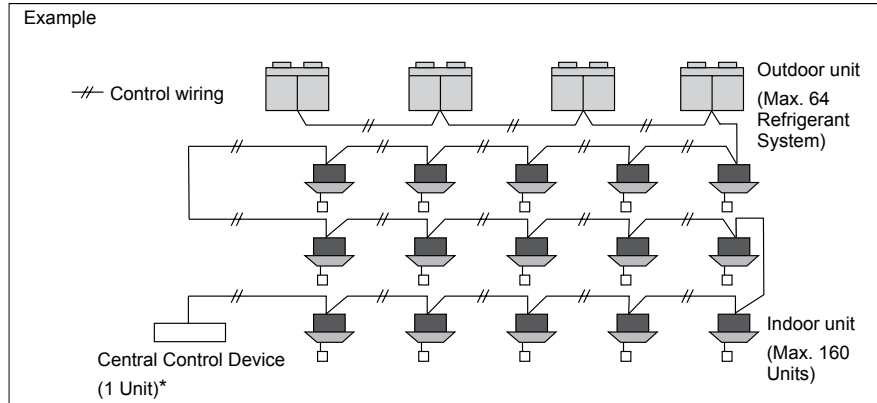 Example
Control wiring
Outdoor unit
(Max. 64
Refrigerant
System)
Central Control Device
(1 Unit)*
Indoor unit
(Max. 160
Units)